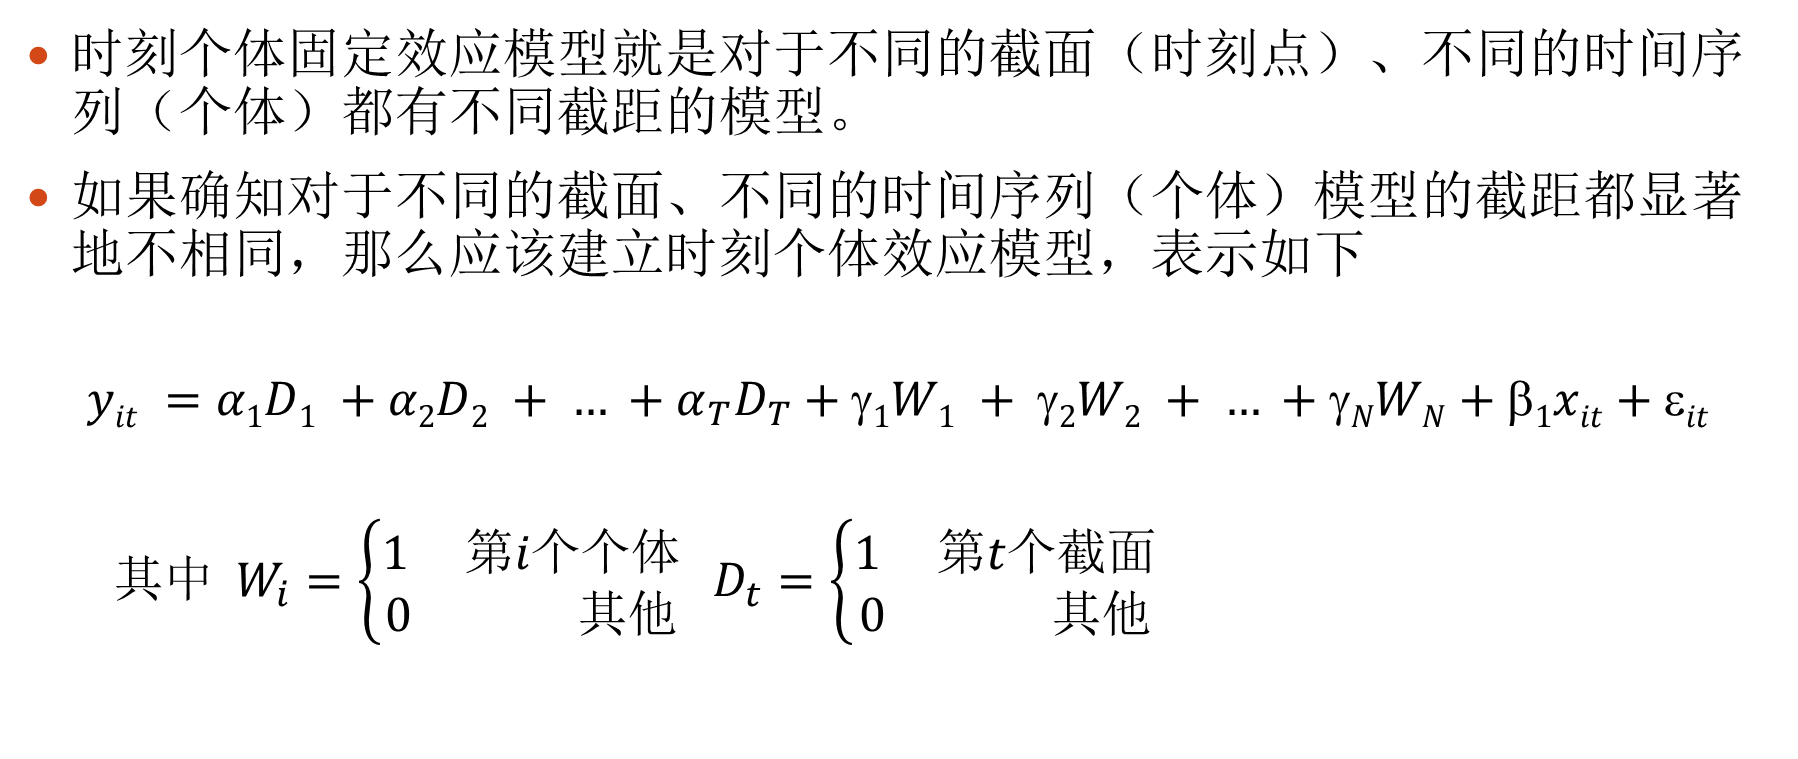 • 时刻个体固定效应模型就是对于不同的截面（时刻点）、不同的时间序
列（个体）都有不同截距的模型。
• 如果确知对于不同的截面、不同的时间序列（个体）模型的截距都显著
地不相同，那么应该建立时刻个体效应模型，表示如下
y_{it} = α_1D_1 + α_2D_2 + … + α_TD_T + γ_1W_1 + γ_2W_2 + … + γ_NW_N + β_1x_{it} + ε_{it}
其中 W_i = {1 第i个个体 D_t = {1 第t个截面
0 其他 0 其他